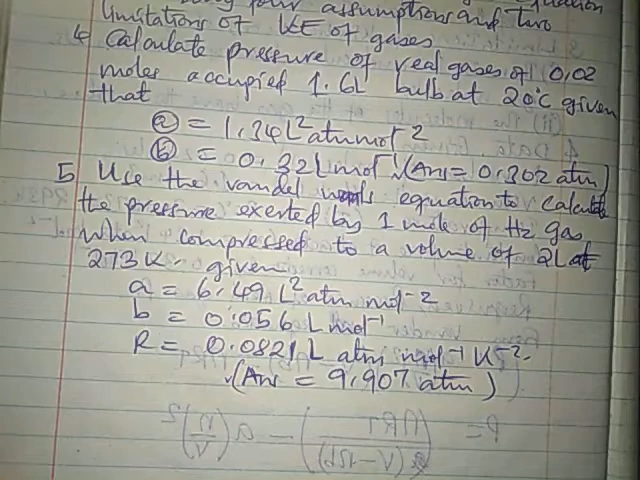 limitations of KE of gases
4 Calculate pressure of real gases of 0,02
moles occupied 1.6L bulb at 20°C given
that
ⓐ = 1.34L² atm mol⁻²
ⓑ = 0.32L mol⁻¹ (Ans = 0.302 atm)
5 Use the equation to calculate
the pressure exerted by 1 mole of H₂ gas
when compressed to a volume of 2L at
273K. given
a = 6.49 L² atm mol⁻²
b = 0.056 L mol⁻¹
R = 0.0821 L atm mol⁻¹ K⁻².
(Ans = 9.907 atm)